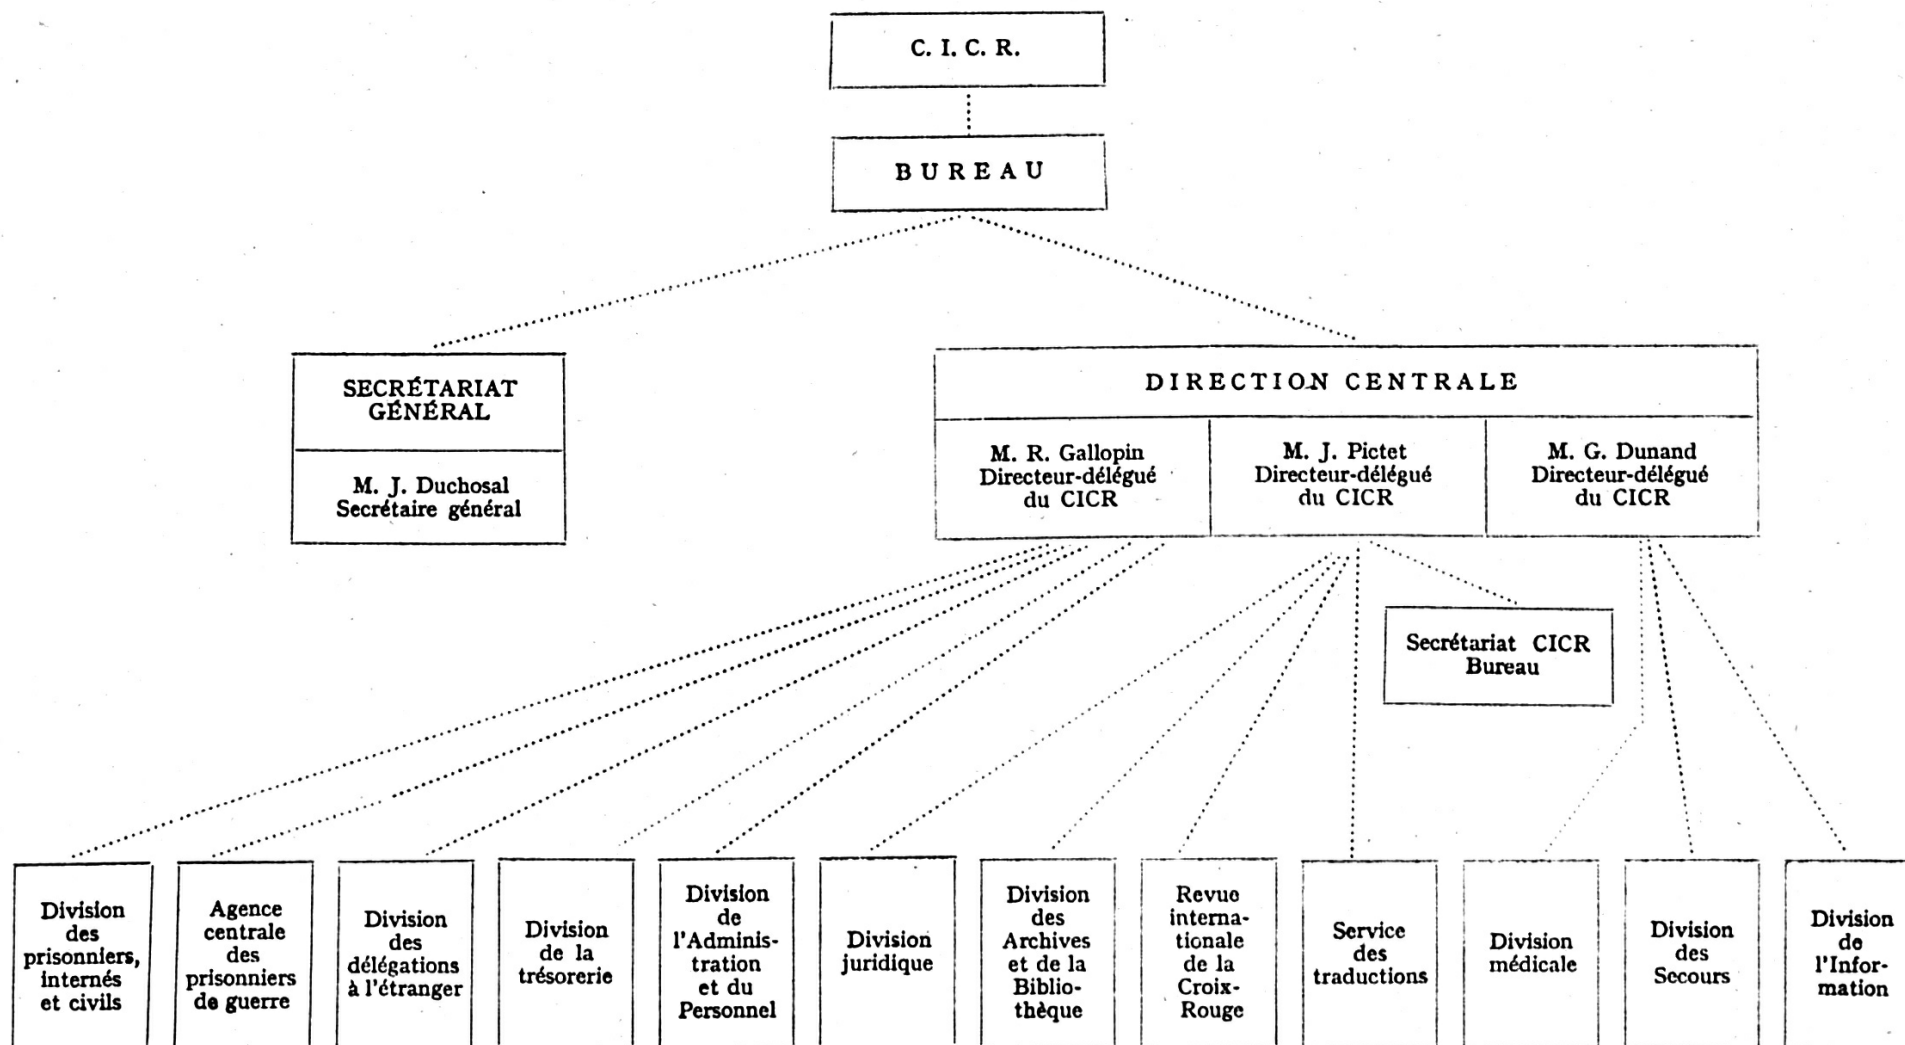 C. I. C. R.
BUREAU
SECRÉTARIAT
GÉNÉRAL
M. J. Duchosal
Secrétaire général
DIRECTION CENTRALE
M. R. Gallopin
Directeur-délégué
du CICR
M. J. Pictet
Directeur-délégué
du CICR
M. G. Dunand
Directeur-délégué
du CICR
Secrétariat CICR
Bureau
Division
des
prisonniers,
internés
et civils
Agence
centrale
des
prisonniers
de guerre
Division
des
délégations
à l'étranger
Division
de la
trésorerie
Division
de
l'Adminis-
tration
et du
Personnel
Division
juridique
Division
des
Archives
et de la
Biblio-
thèque
Revue
interna-
tionale
de la
Croix-
Rouge
Service
des
traductions
Division
médicale
Division
des
Secours
Division
de
l'Infor-
mation